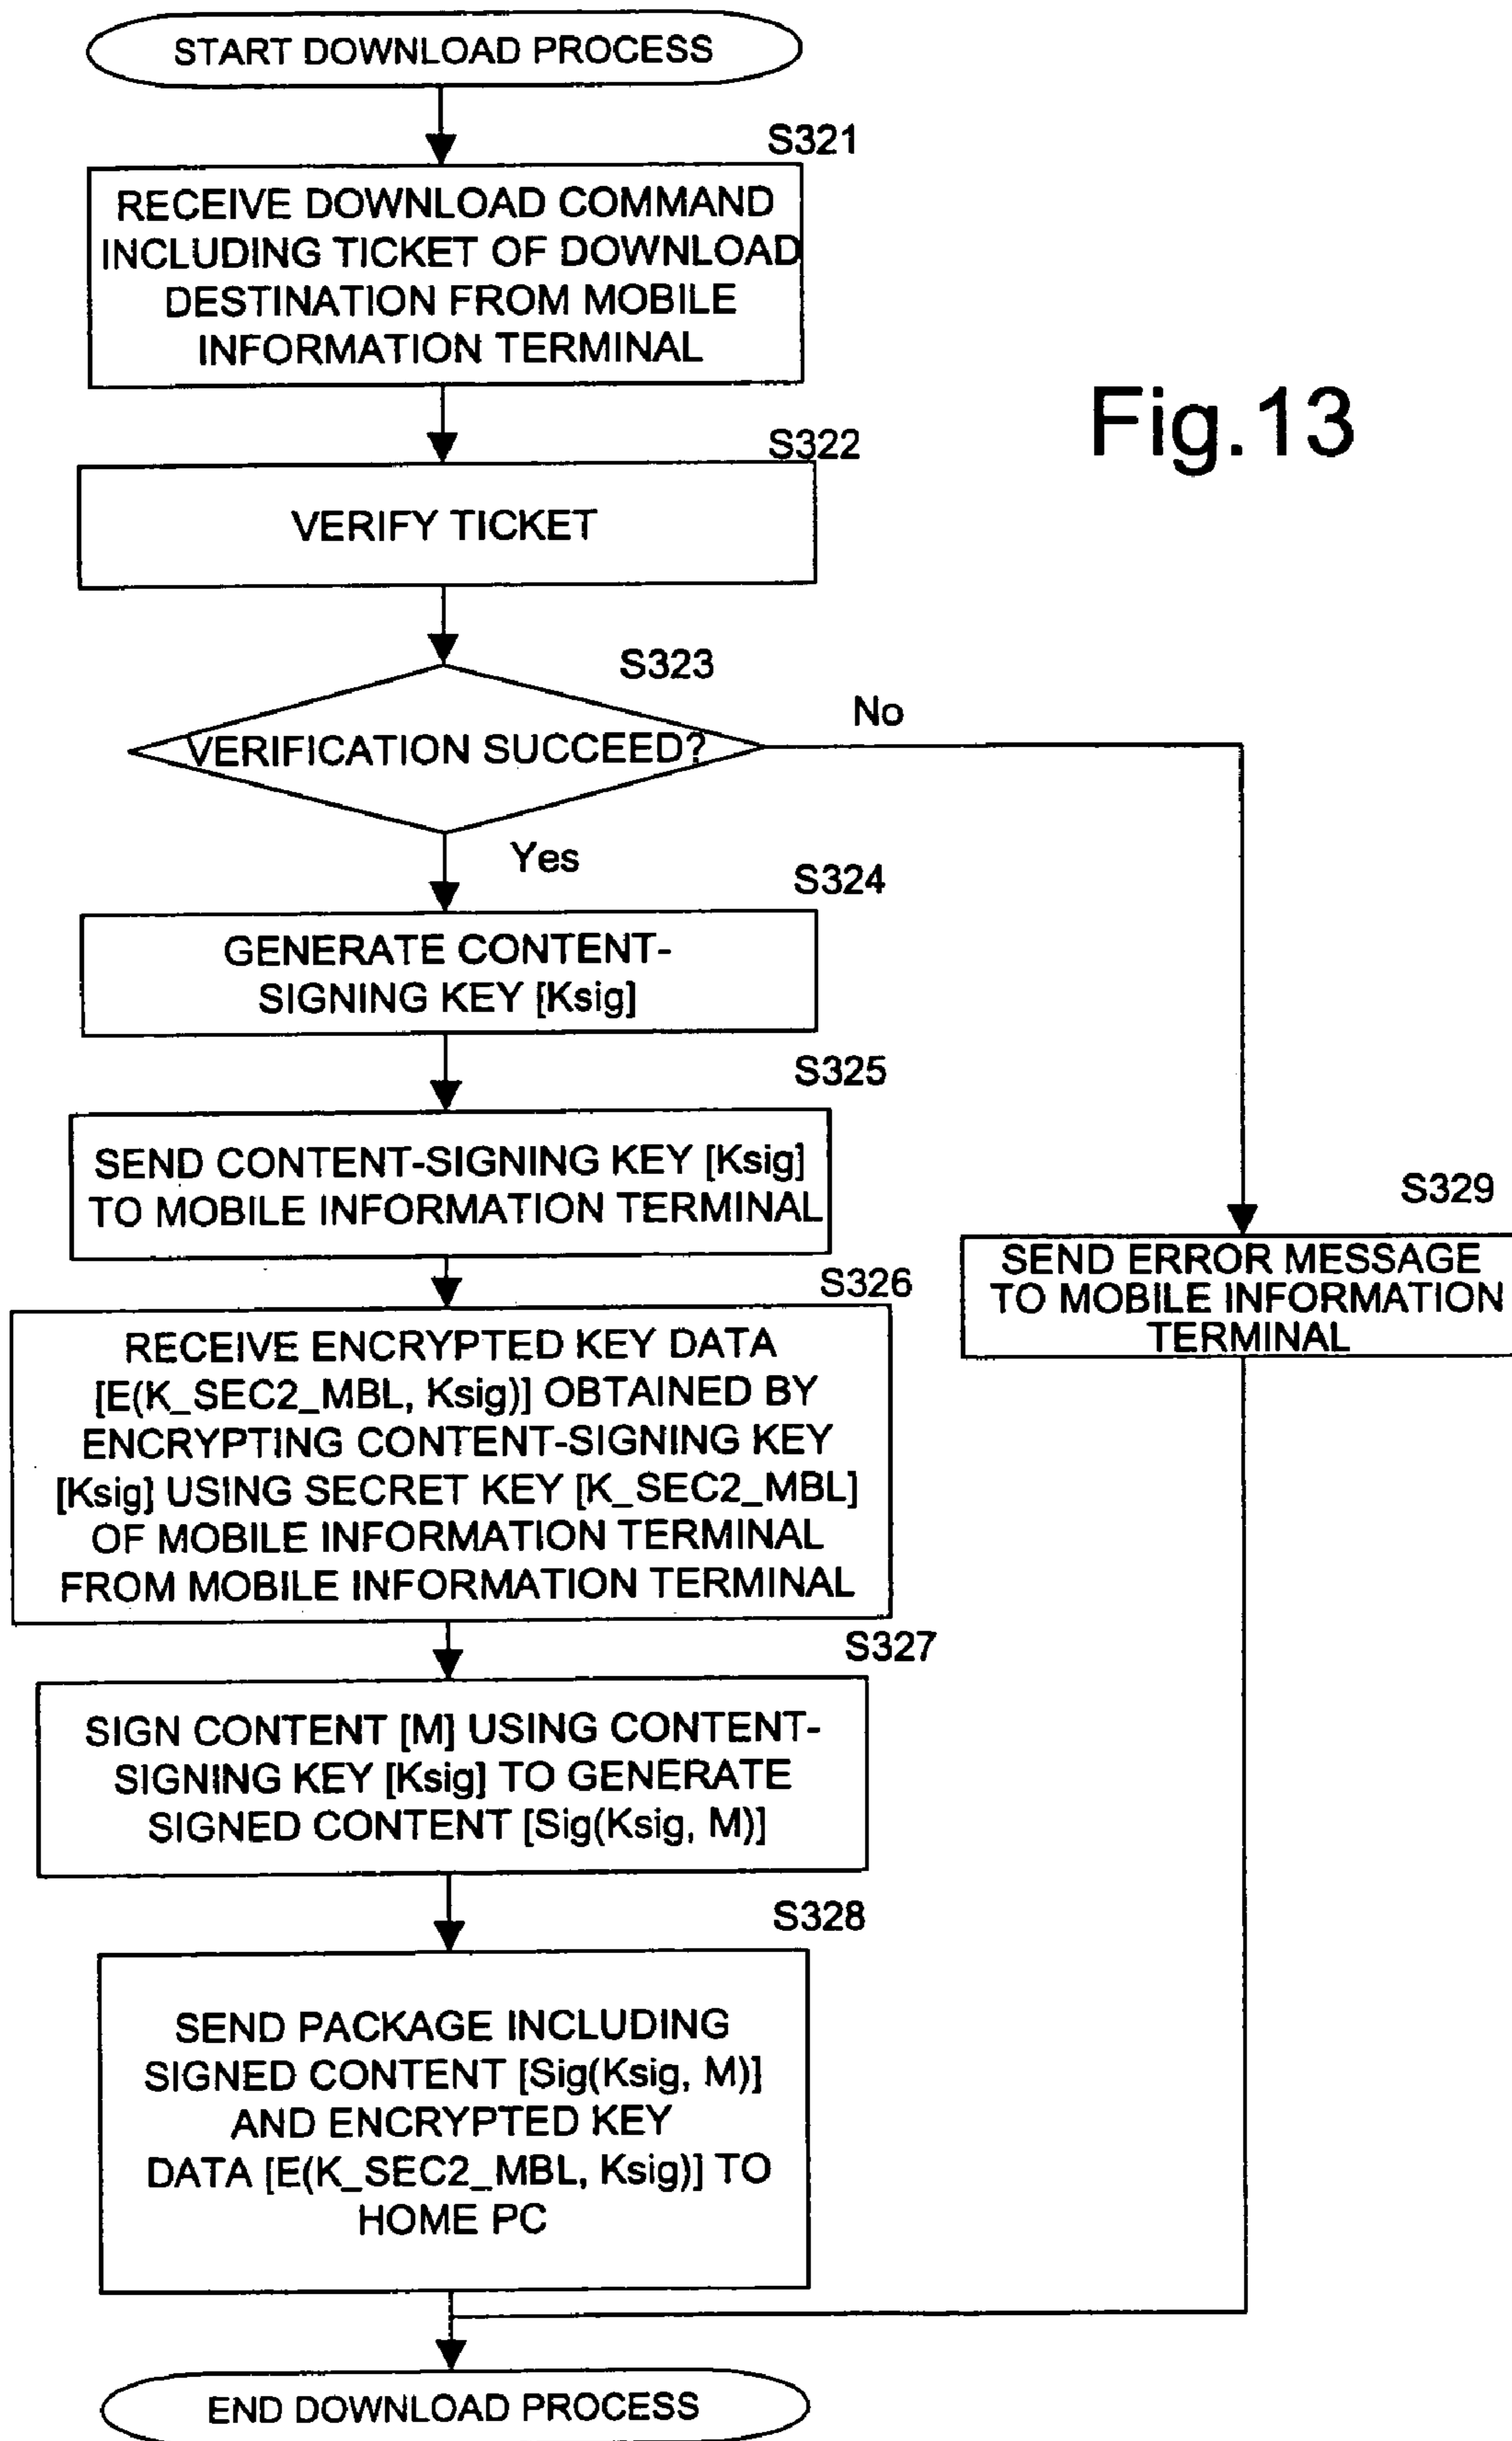 START DOWNLOAD PROCESS
S321
RECEIVE DOWNLOAD COMMAND
INCLUDING TICKET OF DOWNLOAD
DESTINATION FROM MOBILE
INFORMATION TERMINAL
Fig.13
S322
VERIFY TICKET
S323
VERIFICATION SUCCEED?
No
Yes
S324
GENERATE CONTENT-
SIGNING KEY [Ksig]
S325
SEND CONTENT-SIGNING KEY [Ksig]
TO MOBILE INFORMATION TERMINAL
S329
SEND ERROR MESSAGE
TO MOBILE INFORMATION
TERMINAL
S326
RECEIVE ENCRYPTED KEY DATA
[E(K_SEC2_MBL, Ksig)] OBTAINED BY
ENCRYPTING CONTENT-SIGNING KEY
[Ksig] USING SECRET KEY [K_SEC2_MBL]
OF MOBILE INFORMATION TERMINAL
FROM MOBILE INFORMATION TERMINAL
S327
SIGN CONTENT [M] USING CONTENT-
SIGNING KEY [Ksig] TO GENERATE
SIGNED CONTENT [Sig(Ksig, M)]
S328
SEND PACKAGE INCLUDING
SIGNED CONTENT [Sig(Ksig, M)]
AND ENCRYPTED KEY
DATA [E(K_SEC2_MBL, Ksig)] TO
HOME PC
END DOWNLOAD PROCESS